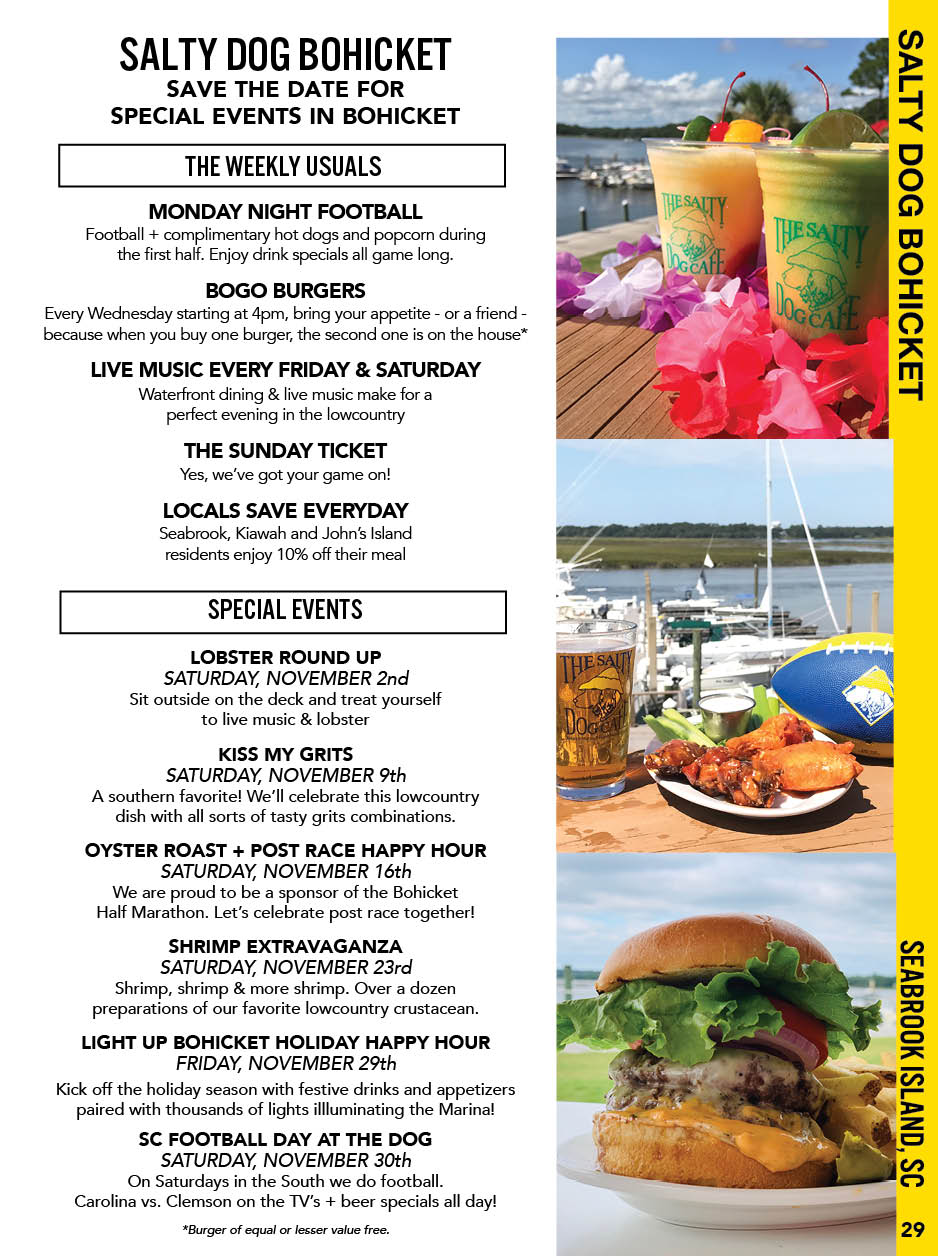 SALTY DOG BOHICKET
SAVE THE DATE FOR
SPECIAL EVENTS IN BOHICKET
THE WEEKLY USUALS
MONDAY NIGHT FOOTBALL
Football + complimentary hot dogs and popcorn during
the first half. Enjoy drink specials all game long.
BOGO BURGERS
Every Wednesday starting at 4pm, bring your appetite - or a friend -
because when you buy one burger, the second one is on the house*
LIVE MUSIC EVERY FRIDAY & SATURDAY
Waterfront dining & live music make for a
perfect evening in the lowcountry
THE SUNDAY TICKET
Yes, we've got your game on!
LOCALS SAVE EVERYDAY
Seabrook, Kiawah and John's Island
residents enjoy 10% off their meal
SPECIAL EVENTS
LOBSTER ROUND UP
SATURDAY, NOVEMBER 2nd
Sit outside on the deck and treat yourself
to live music & lobster
KISS MY GRITS
SATURDAY, NOVEMBER 9th
A southern favorite! We'll celebrate this lowcountry
dish with all sorts of tasty grits combinations.
OYSTER ROAST + POST RACE HAPPY HOUR
SATURDAY, NOVEMBER 16th
We are proud to be a sponsor of the Bohicket
Half Marathon. Let's celebrate post race together!
SHRIMP EXTRAVAGANZA
SATURDAY, NOVEMBER 23rd
Shrimp, shrimp & more shrimp. Over a dozen
preparations of our favorite lowcountry crustacean.
LIGHT UP BOHICKET HOLIDAY HAPPY HOUR
FRIDAY, NOVEMBER 29th
Kick off the holiday season with festive drinks and appetizers
paired with thousands of lights illluminating the Marina!
SC FOOTBALL DAY AT THE DOG
SATURDAY, NOVEMBER 30th
On Saturdays in the South we do football.
Carolina vs. Clemson on the TV's + beer specials all day!
*Burger of equal or lesser value free.
THE SALTY
DOG CAFE
THE SALTY
DOG CAFE
THE SALTY
DOG CAFE
SALTY DOG BOHICKET
SEABROOK ISLAND, SC
29